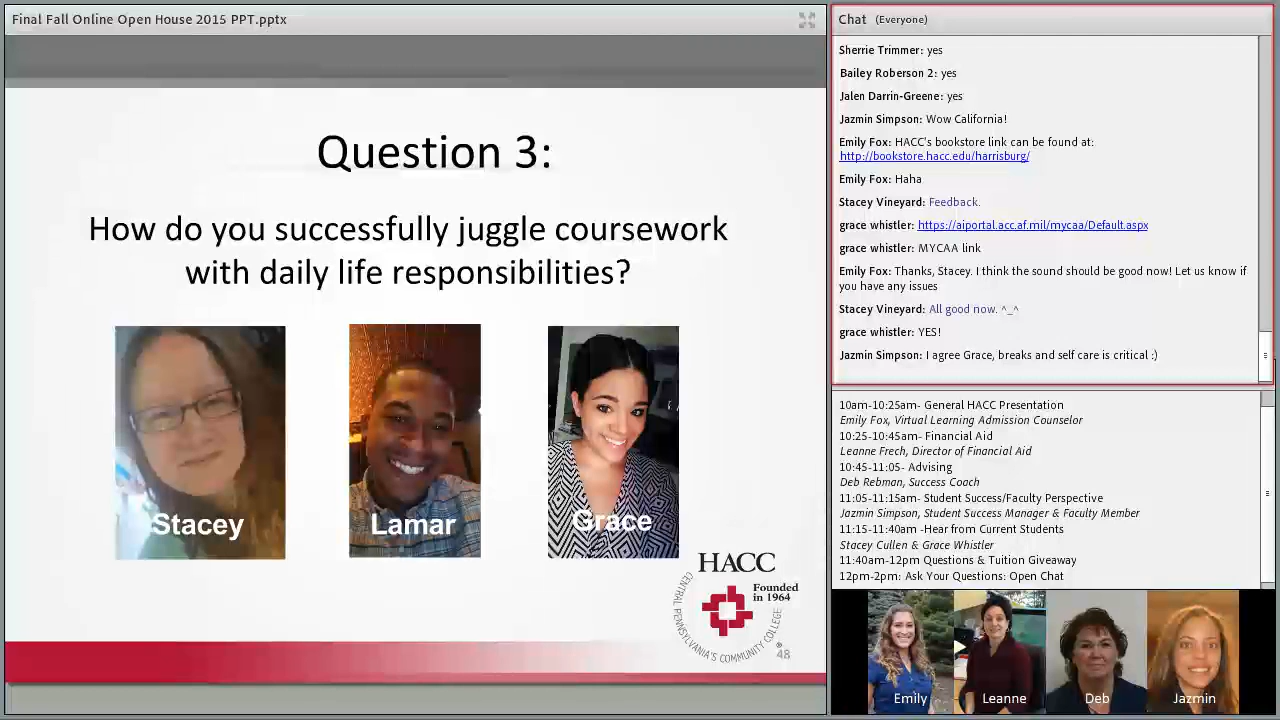 Final Fall Online Open House 2015 PPT.pptx
Question 3:
How do you successfully juggle coursework
with daily life responsibilities?
Stacey
Lamar
Grace
HACC
Founded
in 1964
CENTRAL PENNSYLVANIA'S COMMUNITY COLLEGE
®
48
Chat (Everyone)
Sherrie Trimmer: yes
Bailey Roberson 2: yes
Jalen Darrin-Greene: yes
Jazmin Simpson: Wow California!
Emily Fox: HACC's bookstore link can be found at:
http://bookstore.hacc.edu/harrisburg/
Emily Fox: Haha
Stacey Vineyard: Feedback.
grace whistler: https://aiportal.acc.af.mil/mycaa/Default.aspx
grace whistler: MYCAA link
Emily Fox: Thanks, Stacey. I think the sound should be good now! Let us know if
you have any issues
Stacey Vineyard: All good now. ^_^
grace whistler: YES!
Jazmin Simpson: I agree Grace, breaks and self care is critical :)
10am-10:25am- General HACC Presentation
Emily Fox, Virtual Learning Admission Counselor
10:25-10:45am- Financial Aid
Leanne Frech, Director of Financial Aid
10:45-11:05- Advising
Deb Rebman, Success Coach
11:05-11:15am- Student Success/Faculty Perspective
Jazmin Simpson, Student Success Manager & Faculty Member
11:15-11:40am -Hear from Current Students
Stacey Cullen & Grace Whistler
11:40am-12pm Questions & Tuition Giveaway
12pm-2pm: Ask Your Questions: Open Chat
Emily
Leanne
Deb
Jazmin